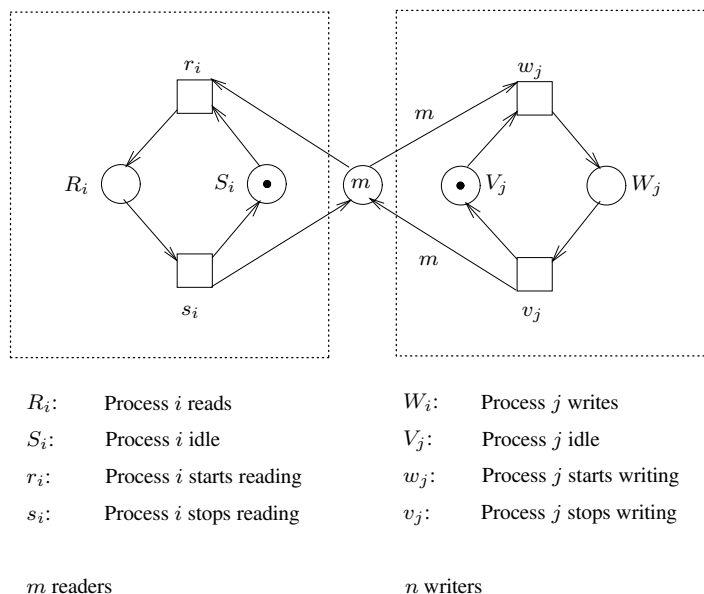 r_i
w_j
m
R_i
S_i
m
V_j
W_j
m
s_i
v_j
R_i: Process i reads
W_i: Process j writes
S_i: Process i idle
V_j: Process j idle
r_i: Process i starts reading
w_j: Process j starts writing
s_i: Process i stops reading
v_j: Process j stops writing
m readers
n writers